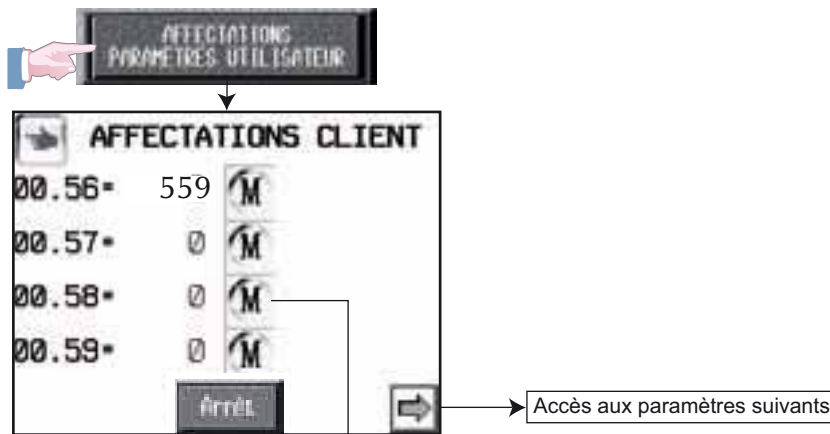 AFFECTATIONS
PARAMETRES UTILISATEUR
AFFECTATIONS CLIENT
00.56= 559 M
00.57= 0 M
00.58= 0 M
00.59= 0 M
Arrêt
Accès aux paramètres suivants